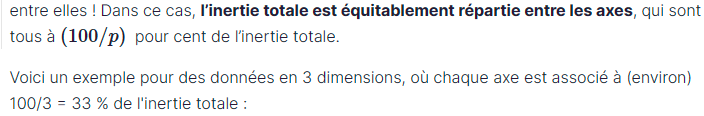 entre elles ! Dans ce cas, l’inertie totale est équitablement répartie entre les axes, qui sont
tous à (100/p) pour cent de l’inertie totale.
Voici un exemple pour des données en 3 dimensions, où chaque axe est associé à (environ)
100/3 = 33 % de l'inertie totale :